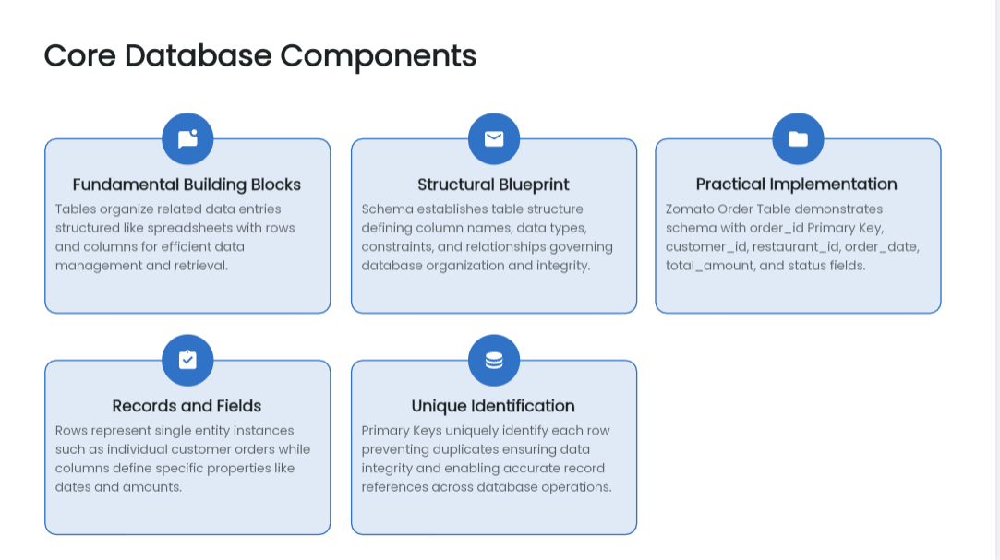 Core Database Components
Fundamental Building Blocks
Tables organize related data entries
structured like spreadsheets with rows
and columns for efficient data
management and retrieval.
Structural Blueprint
Schema establishes table structure
defining column names, data types,
constraints, and relationships governing
database organization and integrity.
Practical Implementation
Zomato Order Table demonstrates
schema with order_id Primary Key,
customer_id, restaurant_id, order_date,
total_amount, and status fields.
Records and Fields
Rows represent single entity instances
such as individual customer orders while
columns define specific properties like
dates and amounts.
Unique Identification
Primary Keys uniquely identify each row
preventing duplicates ensuring data
integrity and enabling accurate record
references across database operations.